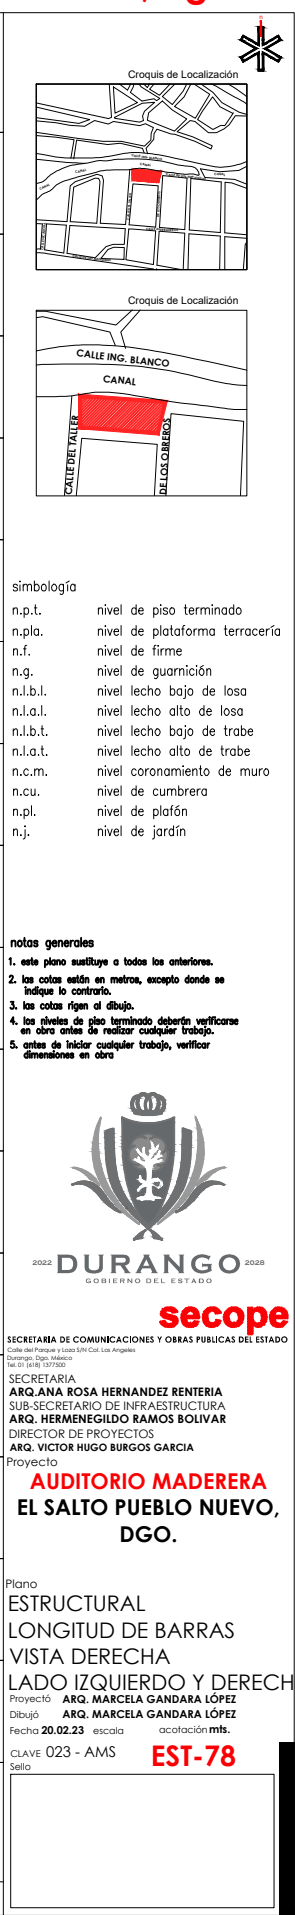 Croquis de Localización
CANAL
CANAL
CANAL
Croquis de Localización
CALLE ING. BLANCO
CANAL
CALLE DEL TALLER
DE LOS OBREROS
simbología
n.p.t. nivel de piso terminado
n.pla. nivel de plataforma terracería
n.f. nivel de firme
n.g. nivel de guarnición
n.l.b.l. nivel lecho bajo de losa
n.l.a.l. nivel lecho alto de losa
n.l.b.t. nivel lecho bajo de trabe
n.l.a.t. nivel lecho alto de trabe
n.c.m. nivel coronamiento de muro
n.cu. nivel de cumbrera
n.pl. nivel de plafón
n.j. nivel de jardín
notas generales
1. este plano sustituye a todos los anteriores.
2. las cotas están en metros, excepto donde se
indique lo contrario.
3. las cotas rigen al dibujo.
4. los niveles de piso terminado deberán verificarse
en obra antes de realizar cualquier trabajo.
5. antes de iniciar cualquier trabajo, verificar
dimensiones en obra
2022 DURANGO 2028
GOBIERNO DEL ESTADO
secope
SECRETARIA DE COMUNICACIONES Y OBRAS PUBLICAS DEL ESTADO
Calle del Parque y Loza S/N Col. Los Angeles
Durango, Dgo. México
Tel. 01 (618) 1377500
SECRETARIA
ARQ.ANA ROSA HERNANDEZ RENTERIA
SUB-SECRETARIO DE INFRAESTRUCTURA
ARQ. HERMENEGILDO RAMOS BOLIVAR
DIRECTOR DE PROYECTOS
ARQ. VICTOR HUGO BURGOS GARCIA
Proyecto
AUDITORIO MADERERA
EL SALTO PUEBLO NUEVO,
DGO.
Plano
ESTRUCTURAL
LONGITUD DE BARRAS
VISTA DERECHA
LADO IZQUIERDO Y DERECH
Proyectó ARQ. MARCELA GANDARA LÓPEZ
Dibujó ARQ. MARCELA GANDARA LÓPEZ
Fecha 20.02.23 escala acotación mts.
CLAVE 023 - AMS EST-78
Sello